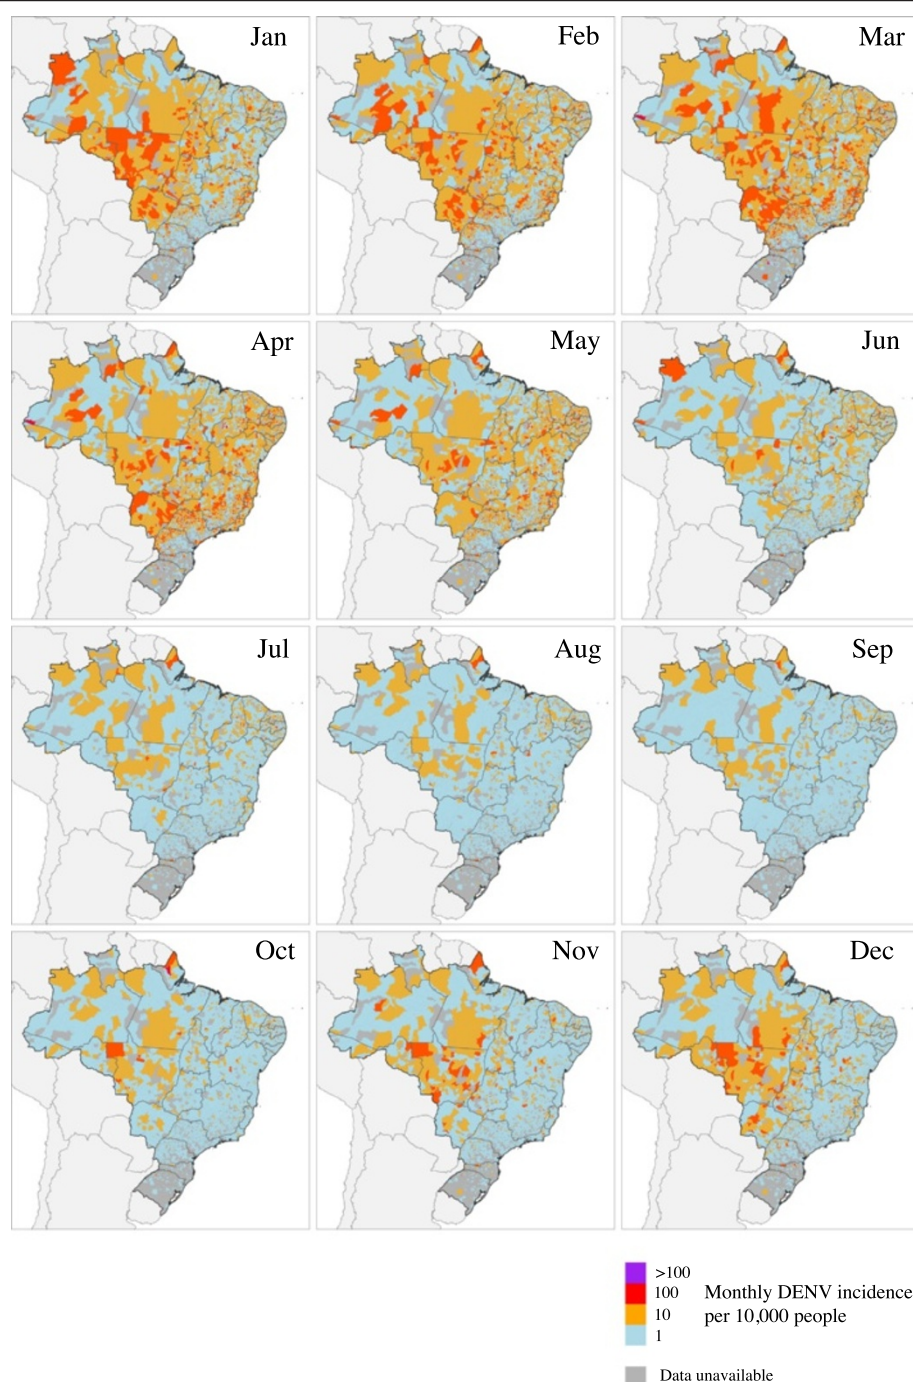 Jan
Feb
Mar
Apr
May
Jun
Jul
Aug
Sep
Oct
Nov
Dec
>100
100
10
1
Monthly DENV incidence
per 10,000 people
Data unavailable